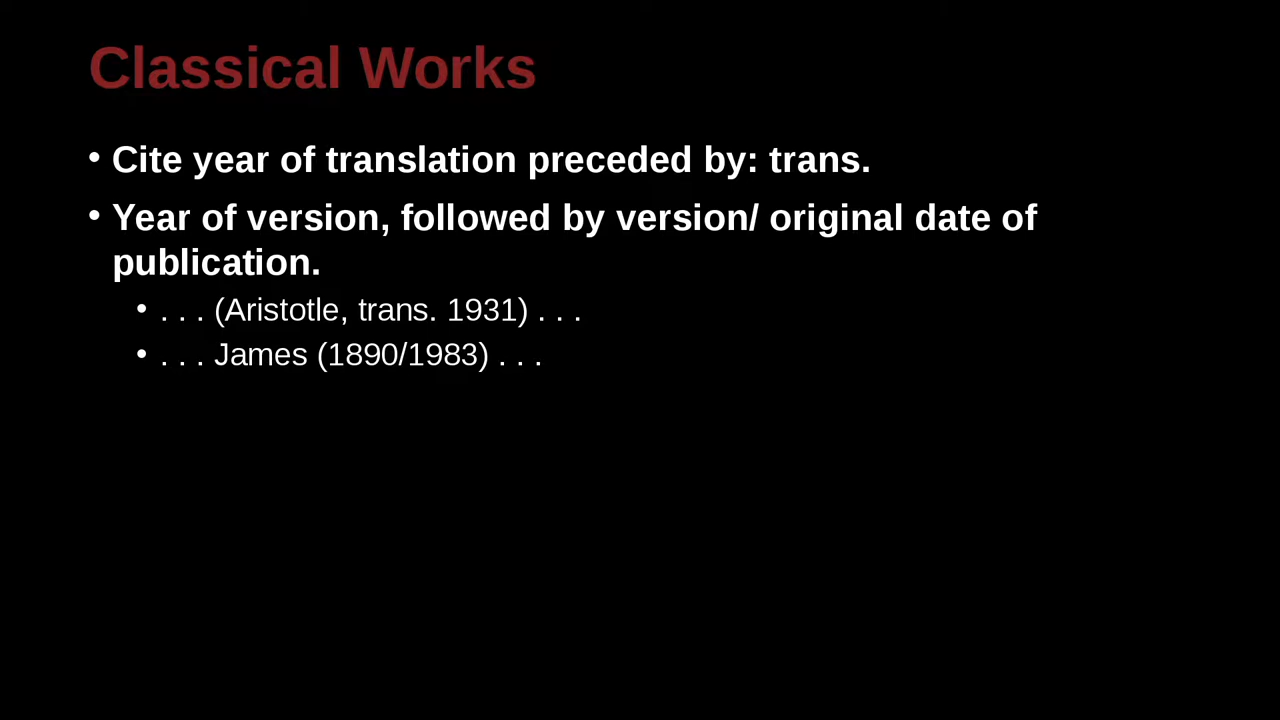 Classical Works
• Cite year of translation preceded by: trans.
• Year of version, followed by version/ original date of
publication.
• . . . (Aristotle, trans. 1931) . . .
• . . . James (1890/1983) . . .